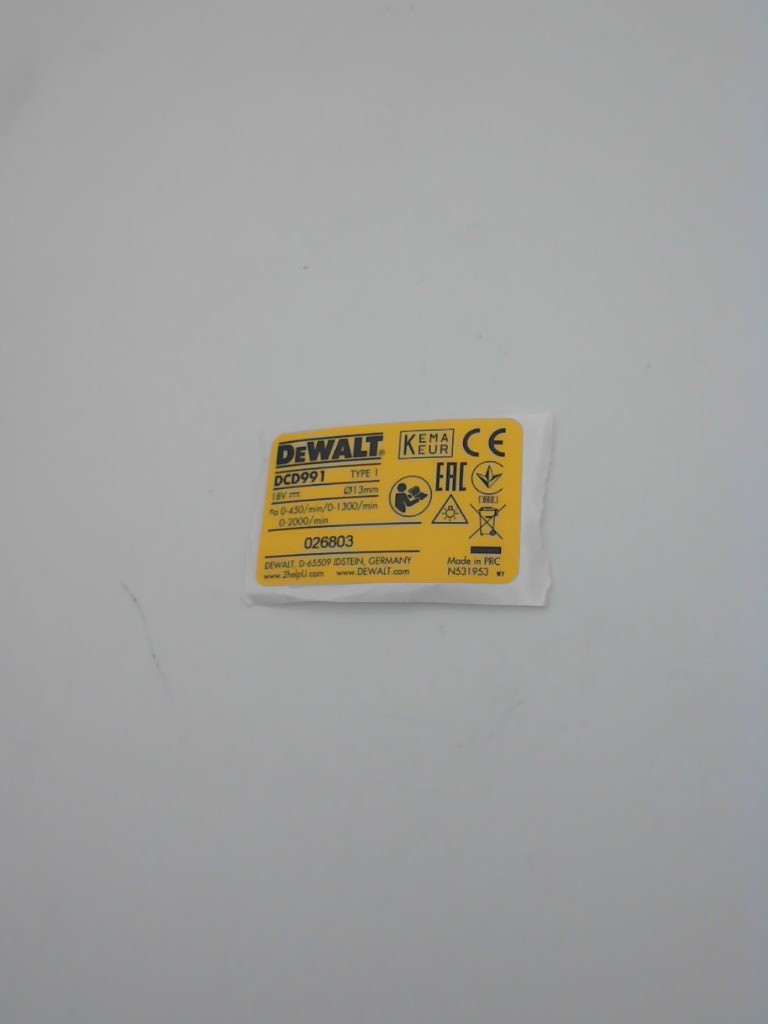 DEWALT®
KEMA
EUR
CE
DCD991 TYPE 1
EAC
18V Ø13mm
n₀ 0-450/min/0-1300/min
0-2000/min
026803
DEWALT, D-65509 IDSTEIN, GERMANY
www.2helpU.com www.DEWALT.com
Made in PRC
N531953